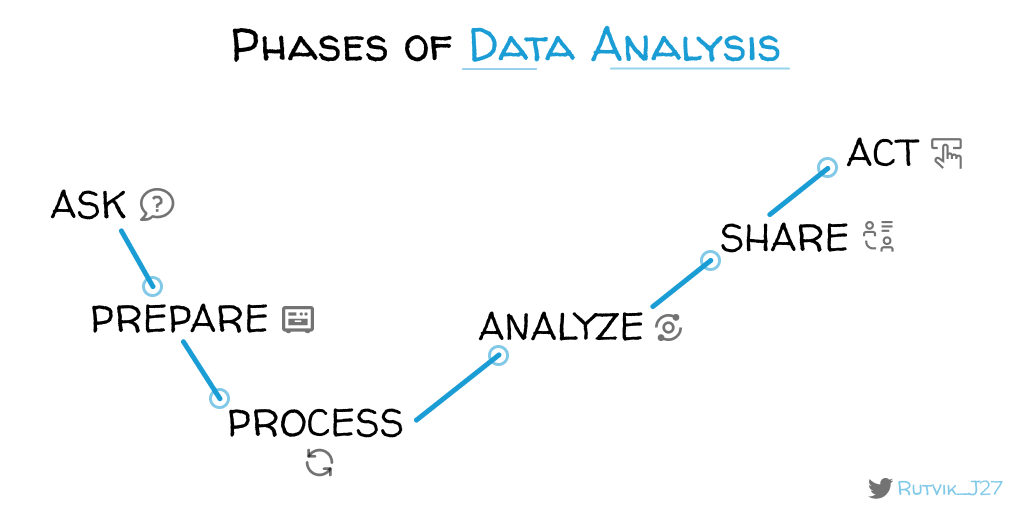 Phases of Data Analysis
ASK
PREPARE
PROCESS
ANALYZE
SHARE
ACT
Rutvik_J27